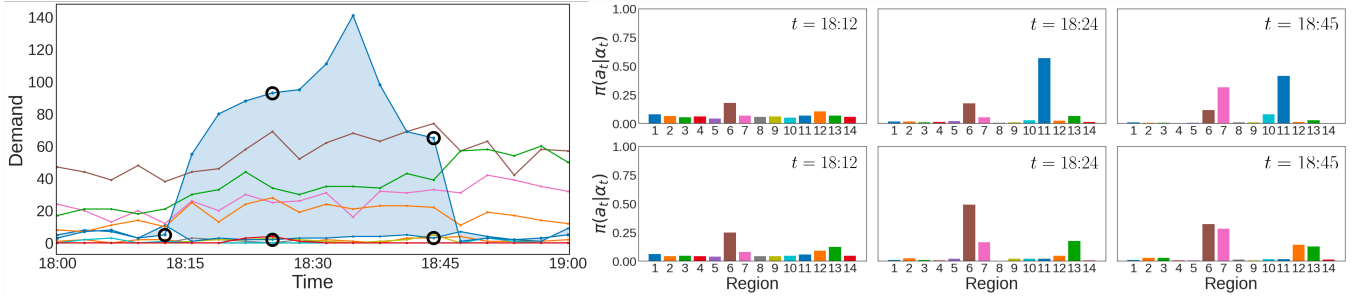 Demand
140
120
100
80
60
40
20
0
18:00 18:15 18:30 18:45 19:00
Time
π(a_t|α_t)
1.00
0.75
0.50
0.25
0.00
t = 18:12
1 2 3 4 5 6 7 8 9 10 11 12 13 14
t = 18:24
1 2 3 4 5 6 7 8 9 10 11 12 13 14
t = 18:45
1 2 3 4 5 6 7 8 9 10 11 12 13 14
π(a_t|α_t)
1.00
0.75
0.50
0.25
0.00
t = 18:12
1 2 3 4 5 6 7 8 9 10 11 12 13 14
Region
t = 18:24
1 2 3 4 5 6 7 8 9 10 11 12 13 14
Region
t = 18:45
1 2 3 4 5 6 7 8 9 10 11 12 13 14
Region